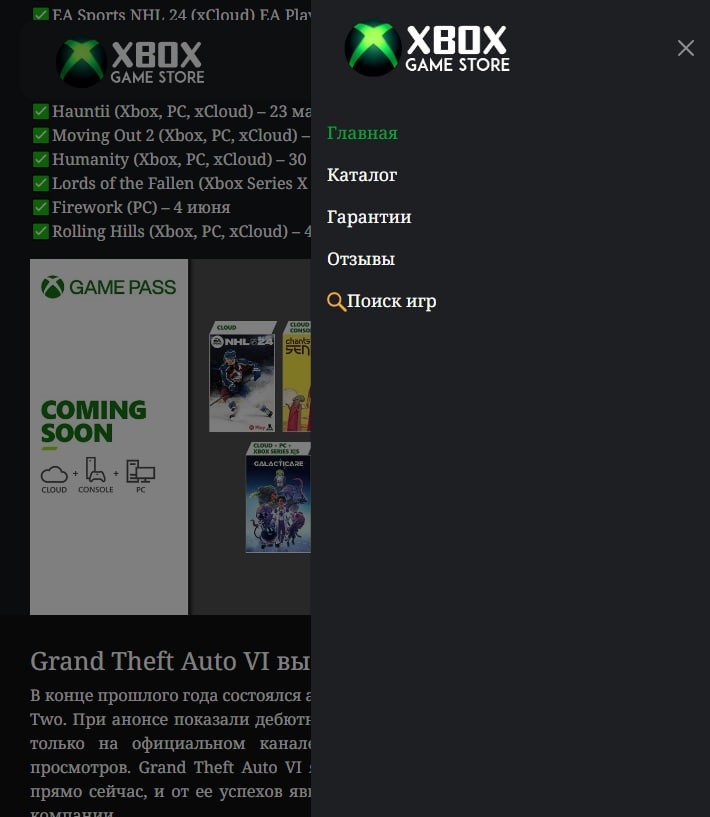 EA Sports NHL 24 (xCloud) EA Play
XBOX
GAME STORE
Hauntii (Xbox, PC, xCloud) – 23 ма
Moving Out 2 (Xbox, PC, xCloud) –
Humanity (Xbox, PC, xCloud) – 30
Lords of the Fallen (Xbox Series X
Firework (PC) – 4 июня
Rolling Hills (Xbox, PC, xCloud) – 4
GAME PASS
COMING
SOON
CLOUD + CONSOLE + PC
CLOUD
NHL 24
CLOUD
CONSO
chants
SEN
CLOUD + PC +
XBOX SERIES X|S
GALACTICARE
Grand Theft Auto VI вы
В конце прошлого года состоялся а
Two. При анонсе показали дебютн
только на официальном канале
просмотров. Grand Theft Auto VI я
прямо сейчас, и от ее успехов яви
компании
XBOX
GAME STORE
Главная
Каталог
Гарантии
Отзывы
Поиск игр